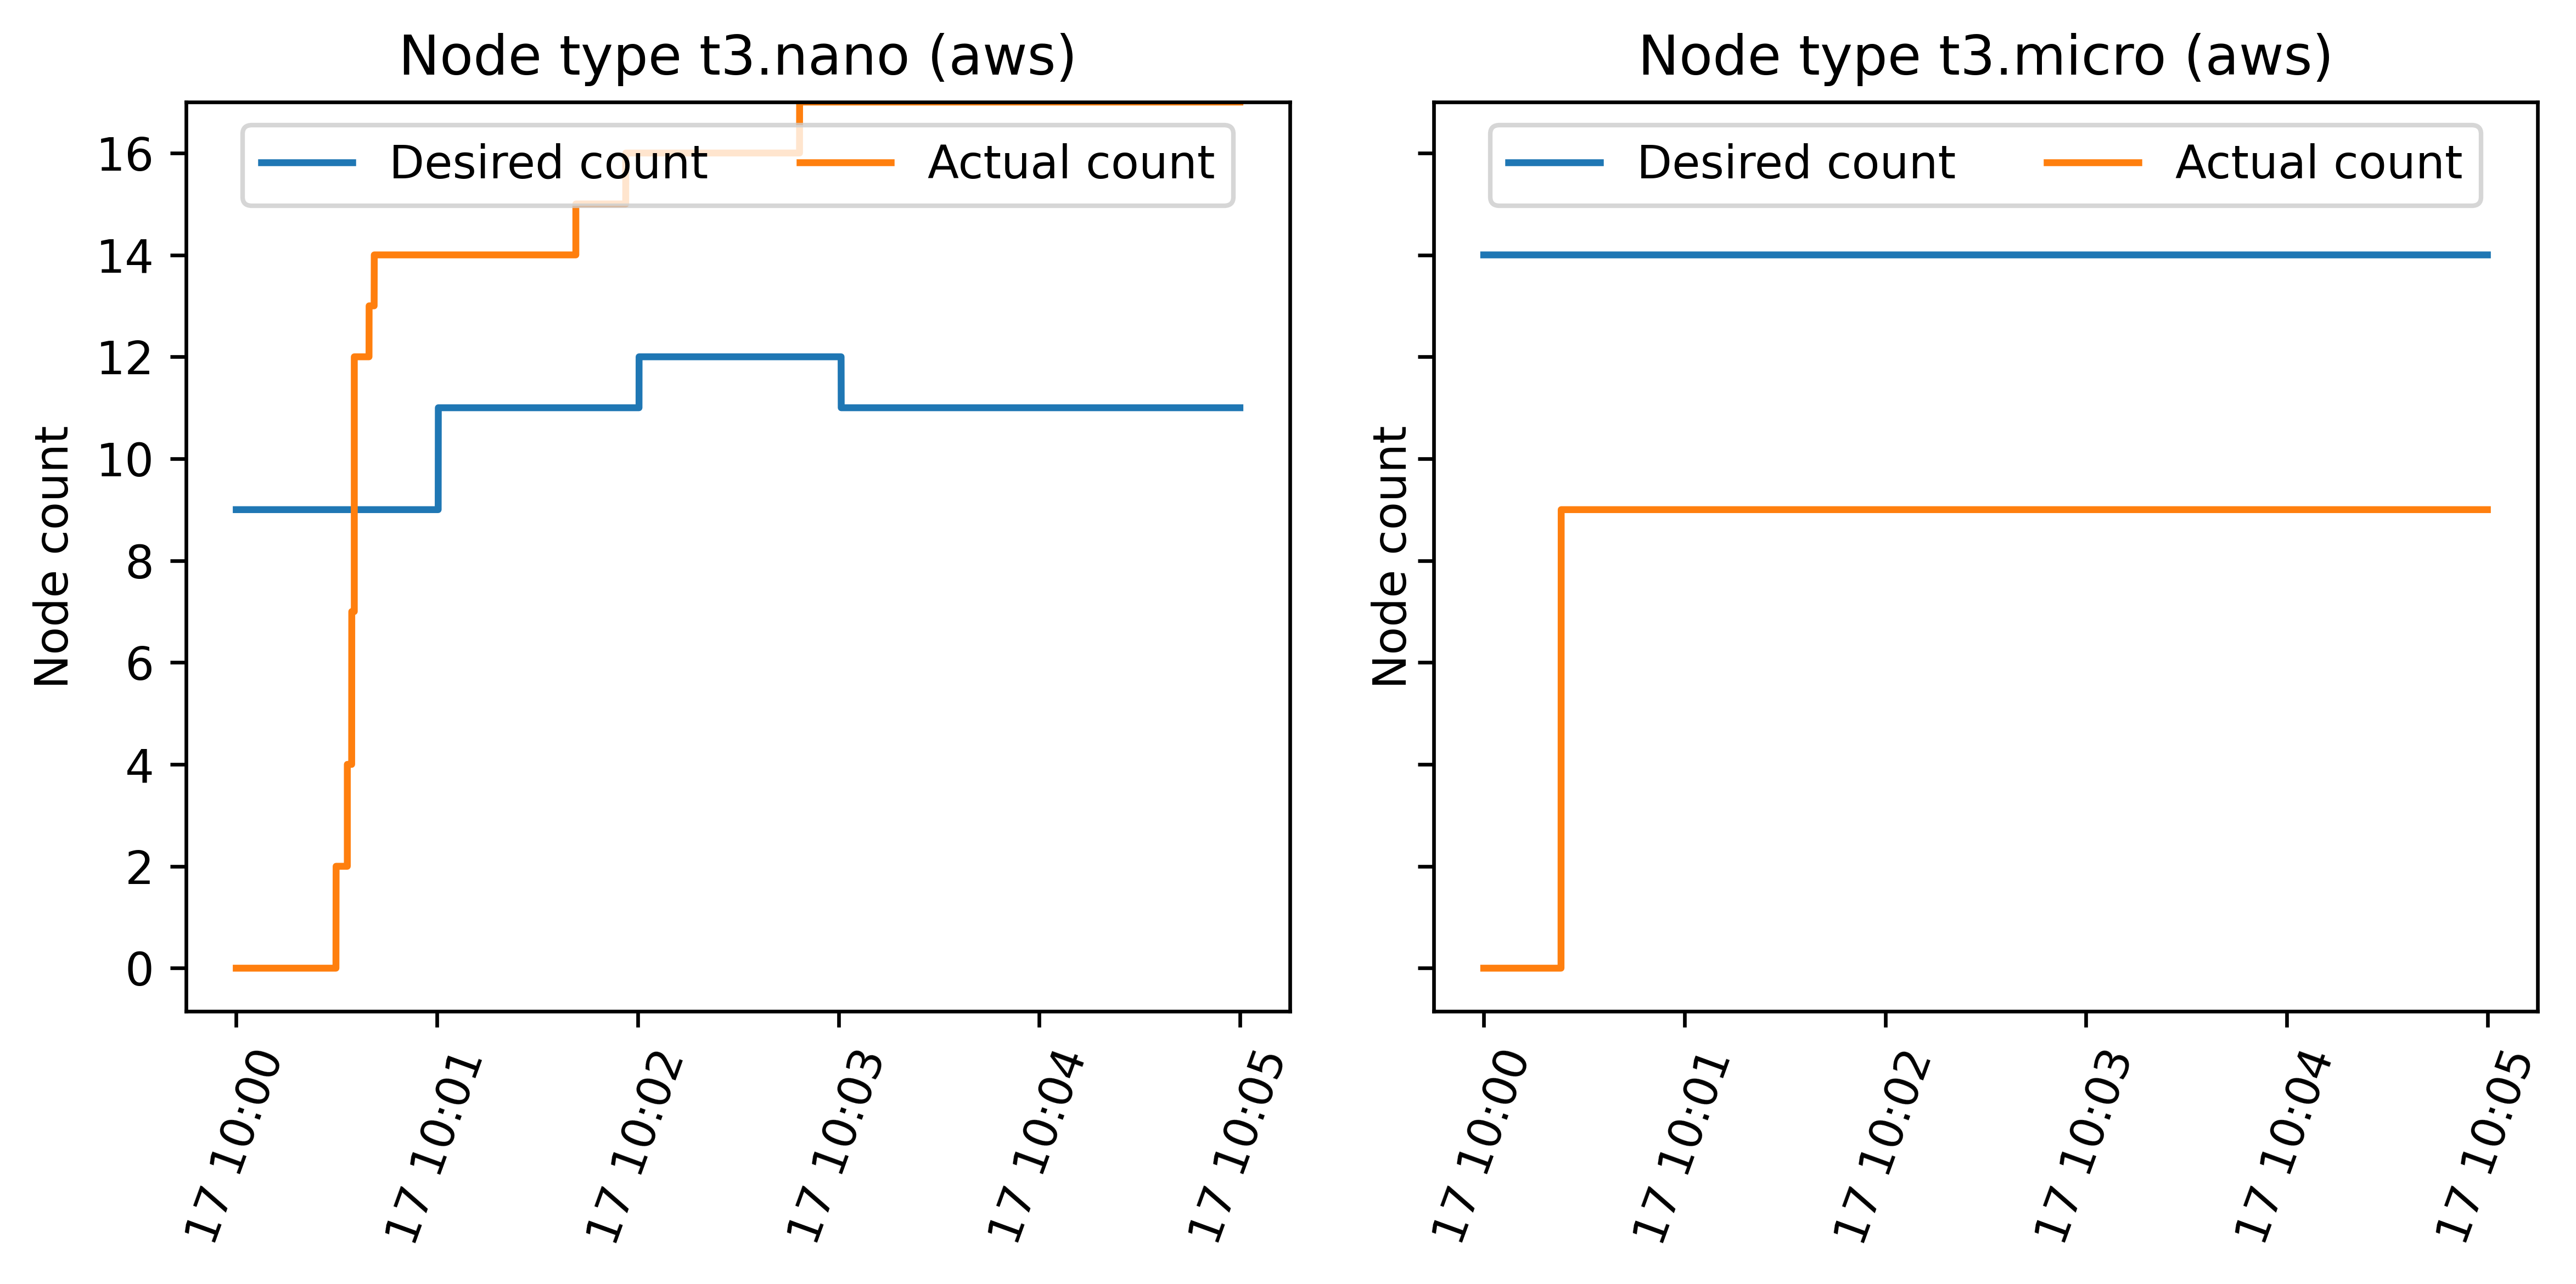 Node type t3.nano (aws)
Desired count
Actual count
Node count
16
14
12
10
8
6
4
2
0
17 10:00
17 10:01
17 10:02
17 10:03
17 10:04
17 10:05
Node type t3.micro (aws)
Desired count
Actual count
Node count
17 10:00
17 10:01
17 10:02
17 10:03
17 10:04
17 10:05